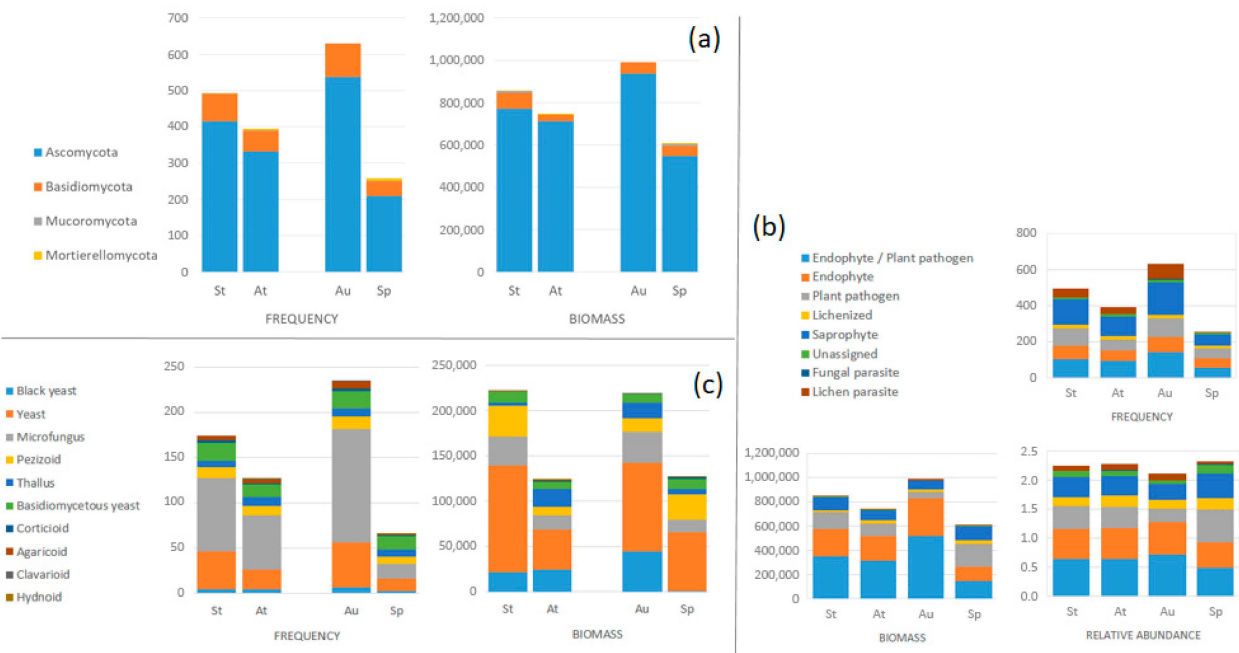 (a)
700
600
500
400
300
200
100
0
St At Au Sp
FREQUENCY
1,200,000
1,000,000
800,000
600,000
400,000
200,000
0
St At Au Sp
BIOMASS
Ascomycota
Basidiomycota
Mucoromycota
Mortierellomycota
(b)
Endophyte / Plant pathogen
Endophyte
Plant pathogen
Lichenized
Saprophyte
Unassigned
Fungal parasite
Lichen parasite
800
600
400
200
0
St At Au Sp
FREQUENCY
1,200,000
1,000,000
800,000
600,000
400,000
200,000
0
St At Au Sp
BIOMASS
2.5
2.0
1.5
1.0
0.5
0.0
St At Au Sp
RELATIVE ABUNDANCE
(c)
Black yeast
Yeast
Microfungus
Pezizoid
Thallus
Basidiomycetous yeast
Corticioid
Agaricoid
Clavarioid
Hydnoid
250
200
150
100
50
0
St At Au Sp
FREQUENCY
250,000
200,000
150,000
100,000
50,000
0
St At Au Sp
BIOMASS